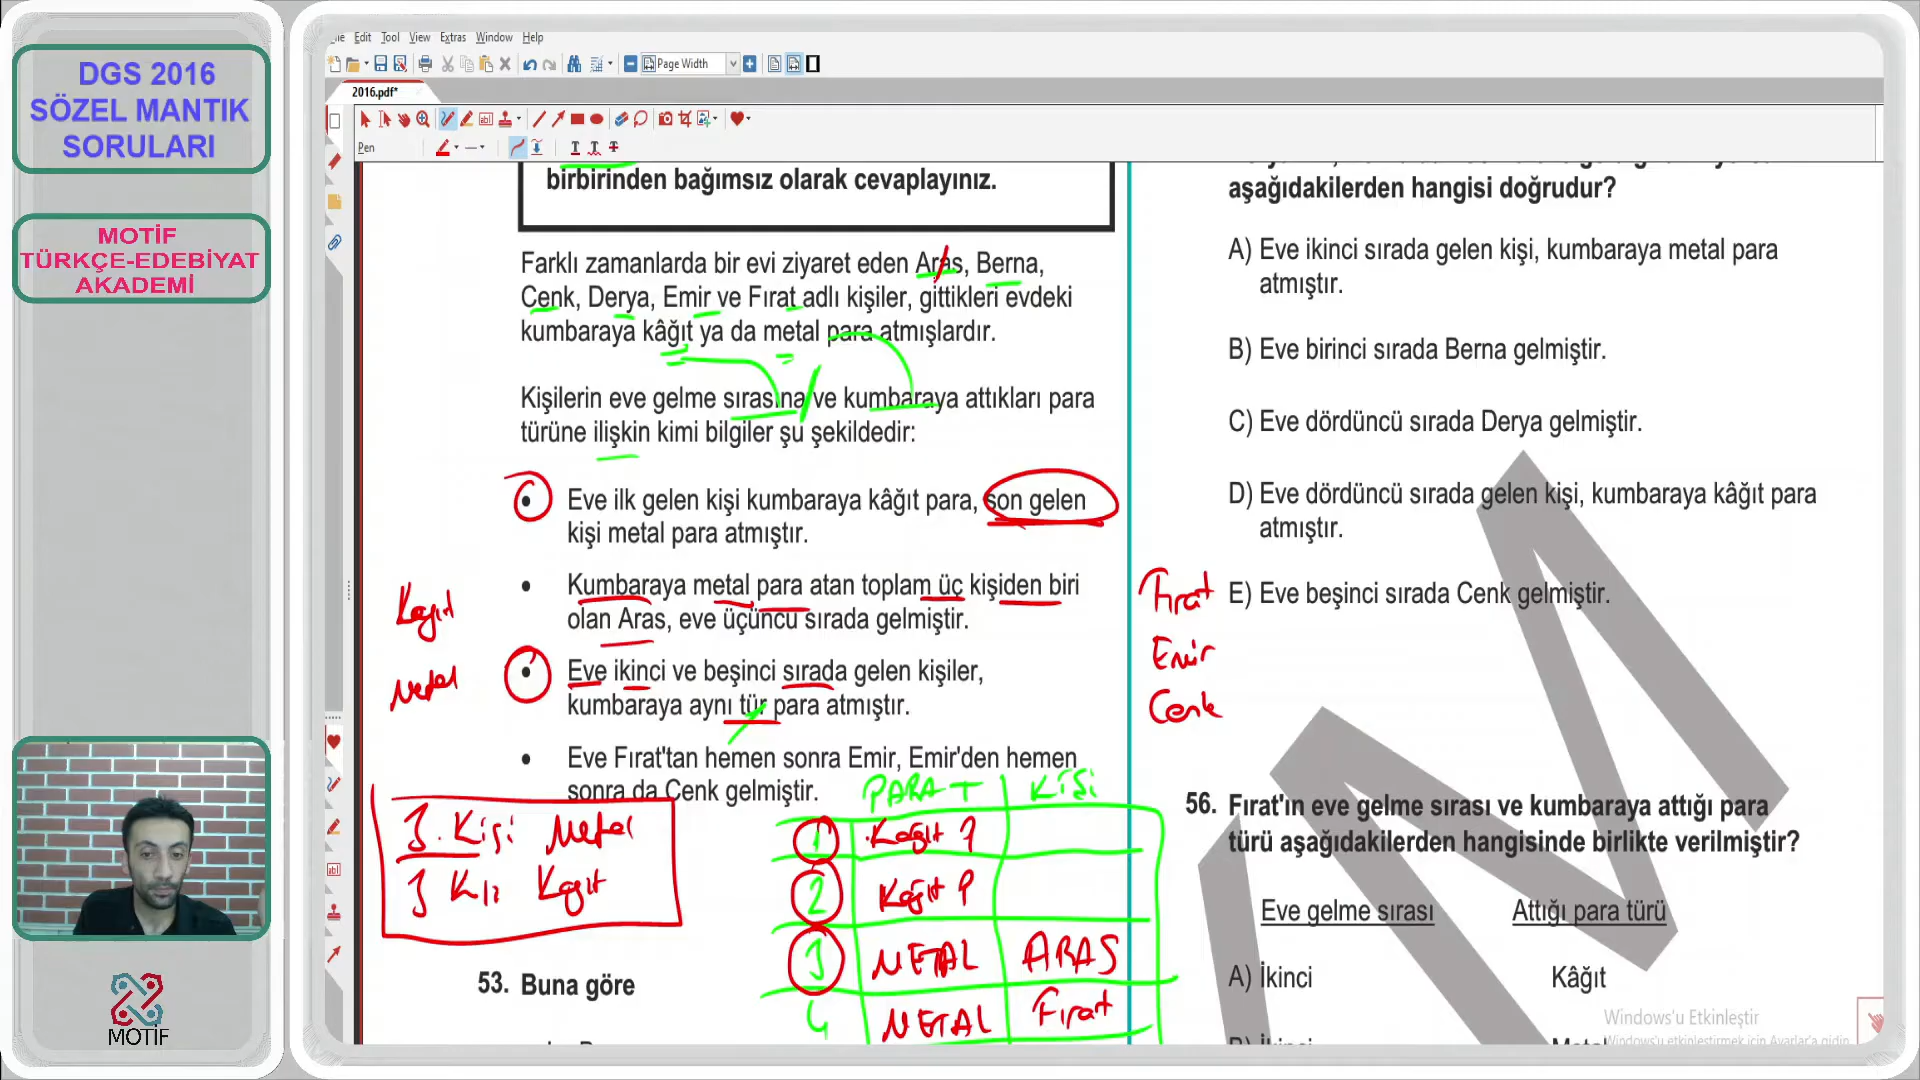 DGS 2016
SÖZEL MANTIK
SORULARI
MOTİF
TÜRKÇE-EDEBİYAT
AKADEMİ
MOTİF
Edit Tool View Extras Window Help
Page Width
2016.pdf*
Pen
birbirinden bağımsız olarak cevaplayınız.
Farklı zamanlarda bir evi ziyaret eden Aras, Berna,
Cenk, Derya, Emir ve Fırat adlı kişiler, gittikleri evdeki
kumbaraya kâğıt ya da metal para atmışlardır.
Kişilerin eve gelme sırasına ve kumbaraya attıkları para
türüne ilişkin kimi bilgiler şu şekildedir:
• Eve ilk gelen kişi kumbaraya kâğıt para, son gelen
kişi metal para atmıştır.
• Kumbaraya metal para atan toplam üç kişiden biri
olan Aras, eve üçüncü sırada gelmiştir.
• Eve ikinci ve beşinci sırada gelen kişiler,
kumbaraya aynı tür para atmıştır.
• Eve Fırat'tan hemen sonra Emir, Emir'den hemen
sonra da Cenk gelmiştir.
Kağıt
Metal
3. Kişi Metal
3 Kişi Kağıt
PARA T KİŞİ
1 Kağıt P
2 Kağıt P
3 METAL ARAS
4 METAL Fırat
53. Buna göre
aşağıdakilerden hangisi doğrudur?
A) Eve ikinci sırada gelen kişi, kumbaraya metal para
atmıştır.
B) Eve birinci sırada Berna gelmiştir.
C) Eve dördüncü sırada Derya gelmiştir.
D) Eve dördüncü sırada gelen kişi, kumbaraya kâğıt para
atmıştır.
E) Eve beşinci sırada Cenk gelmiştir.
Fırat
Emir
Cenk
56. Fırat'ın eve gelme sırası ve kumbaraya attığı para
türü aşağıdakilerden hangisinde birlikte verilmiştir?
Eve gelme sırası Attığı para türü
A) İkinci Kâğıt
Windows'u Etkinleştir
Windows'u etkinleştirmek için Ayarlar'a gidin